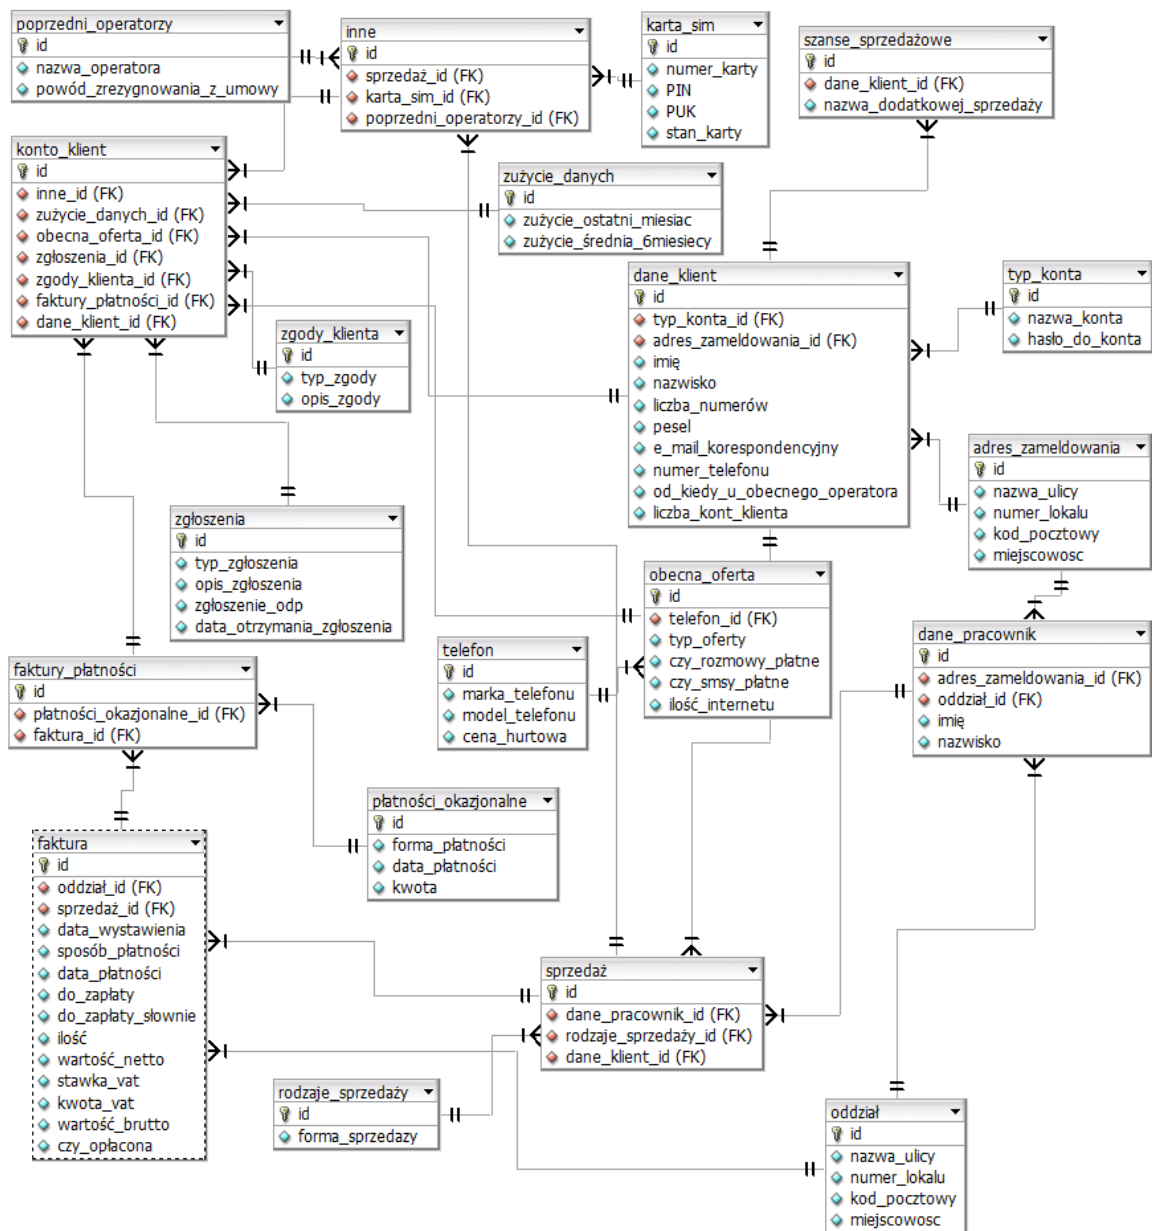 poprzedni_operatorzy
id
nazwa_operatora
powód_zrezygnowania_z_umowy
inne
id
sprzedaż_id (FK)
karta_sim_id (FK)
poprzedni_operatorzy_id (FK)
karta_sim
id
numer_karty
PIN
PUK
stan_karty
szanse_sprzedażowe
id
dane_klient_id (FK)
nazwa_dodatkowej_sprzedaży
konto_klient
id
inne_id (FK)
zużycie_danych_id (FK)
obecna_oferta_id (FK)
zgłoszenia_id (FK)
zgody_klienta_id (FK)
faktury_płatności_id (FK)
dane_klient_id (FK)
zużycie_danych
id
zużycie_ostatni_miesiac
zużycie_średnia_6miesiecy
dane_klient
id
typ_konta_id (FK)
adres_zameldowania_id (FK)
imię
nazwisko
liczba_numerów
pesel
e_mail_korespondencyjny
numer_telefonu
od_kiedy_u_obecnego_operatora
liczba_kont_klienta
typ_konta
id
nazwa_konta
hasło_do_konta
zgody_klienta
id
typ_zgody
opis_zgody
adres_zameldowania
id
nazwa_ulicy
numer_lokalu
kod_pocztowy
miejscowosc
zgłoszenia
id
typ_zgłoszenia
opis_zgłoszenia
zgłoszenie_odp
data_otrzymania_zgłoszenia
obecna_oferta
id
telefon_id (FK)
typ_oferty
czy_rozmowy_płatne
czy_smsy_płatne
ilość_internetu
dane_pracownik
id
adres_zameldowania_id (FK)
oddział_id (FK)
imię
nazwisko
telefon
id
marka_telefonu
model_telefonu
cena_hurtowa
faktury_płatności
id
płatności_okazjonalne_id (FK)
faktura_id (FK)
płatności_okazjonalne
id
forma_płatności
data_płatności
kwota
faktura
id
oddział_id (FK)
sprzedaż_id (FK)
data_wystawienia
sposób_płatności
data_płatności
do_zapłaty
do_zapłaty_słownie
ilość
wartość_netto
stawka_vat
kwota_vat
wartość_brutto
czy_opłacona
sprzedaż
id
dane_pracownik_id (FK)
rodzaje_sprzedaży_id (FK)
dane_klient_id (FK)
rodzaje_sprzedaży
id
forma_sprzedazy
oddział
id
nazwa_ulicy
numer_lokalu
kod_pocztowy
miejscowosc